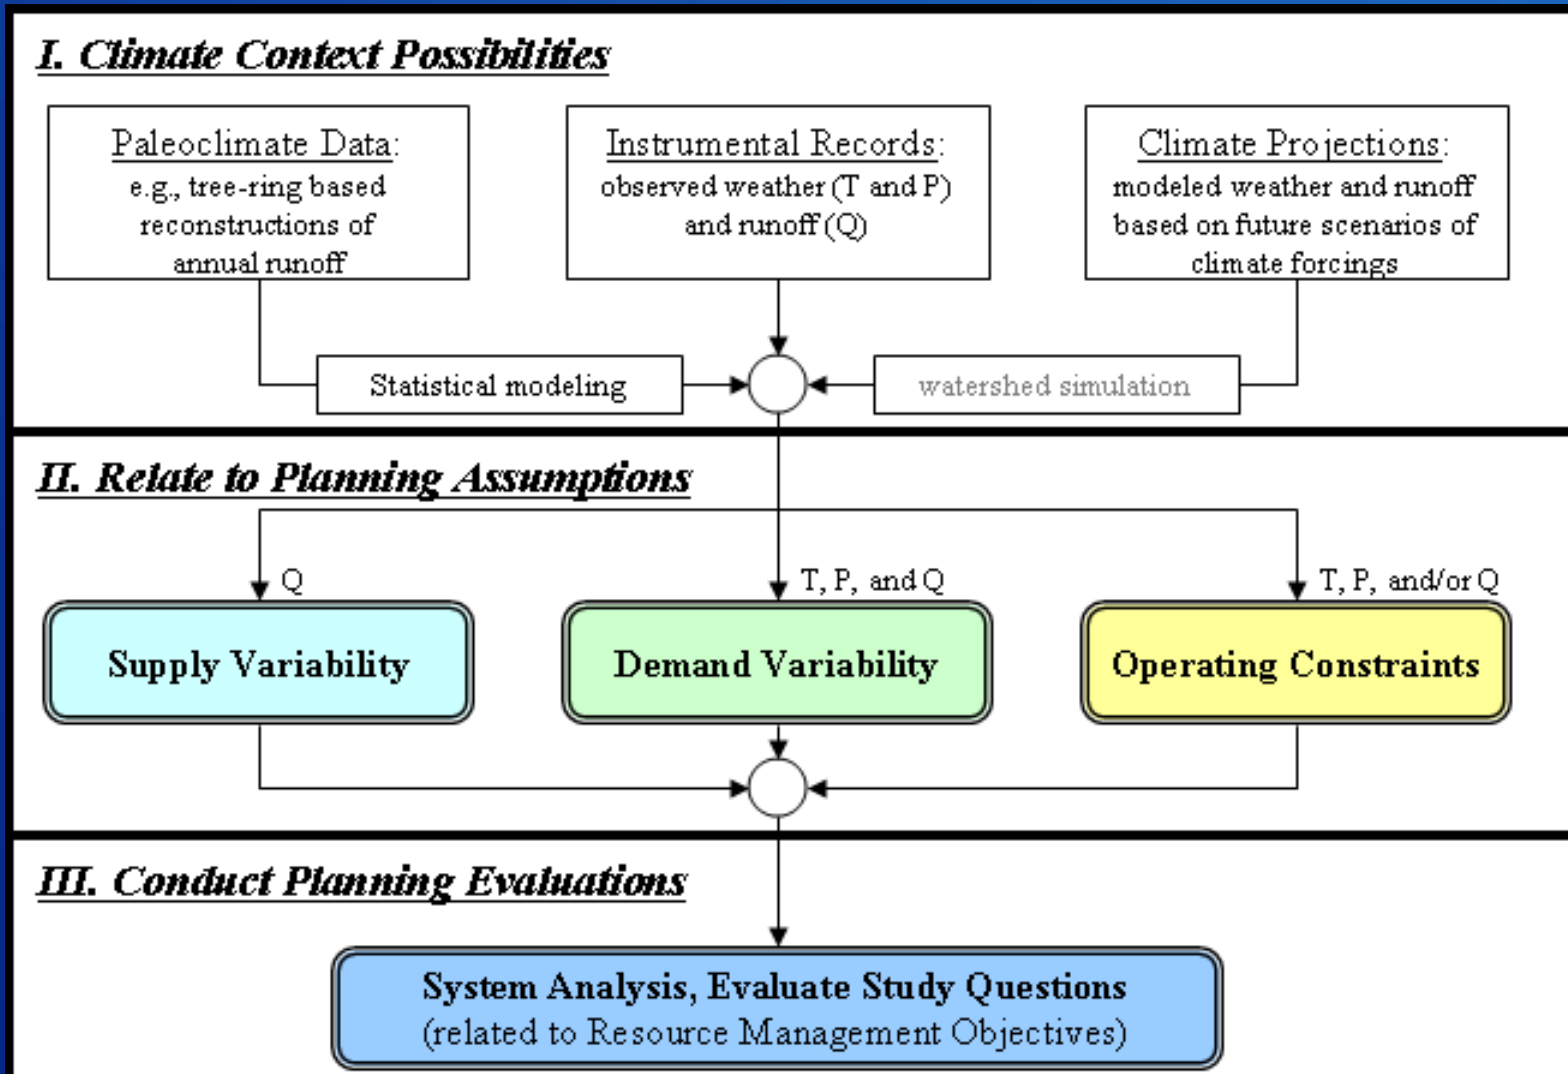 I. Climate Context Possibilities
Paleoclimate Data:
e.g., tree-ring based
reconstructions of
annual runoff
Instrumental Records:
observed weather (T and P)
and runoff (Q)
Climate Projections:
modeled weather and runoff
based on future scenarios of
climate forcings
Statistical modeling
watershed simulation
II. Relate to Planning Assumptions
Q
T, P, and Q
T, P, and/or Q
Supply Variability
Demand Variability
Operating Constraints
III. Conduct Planning Evaluations
System Analysis, Evaluate Study Questions
(related to Resource Management Objectives)